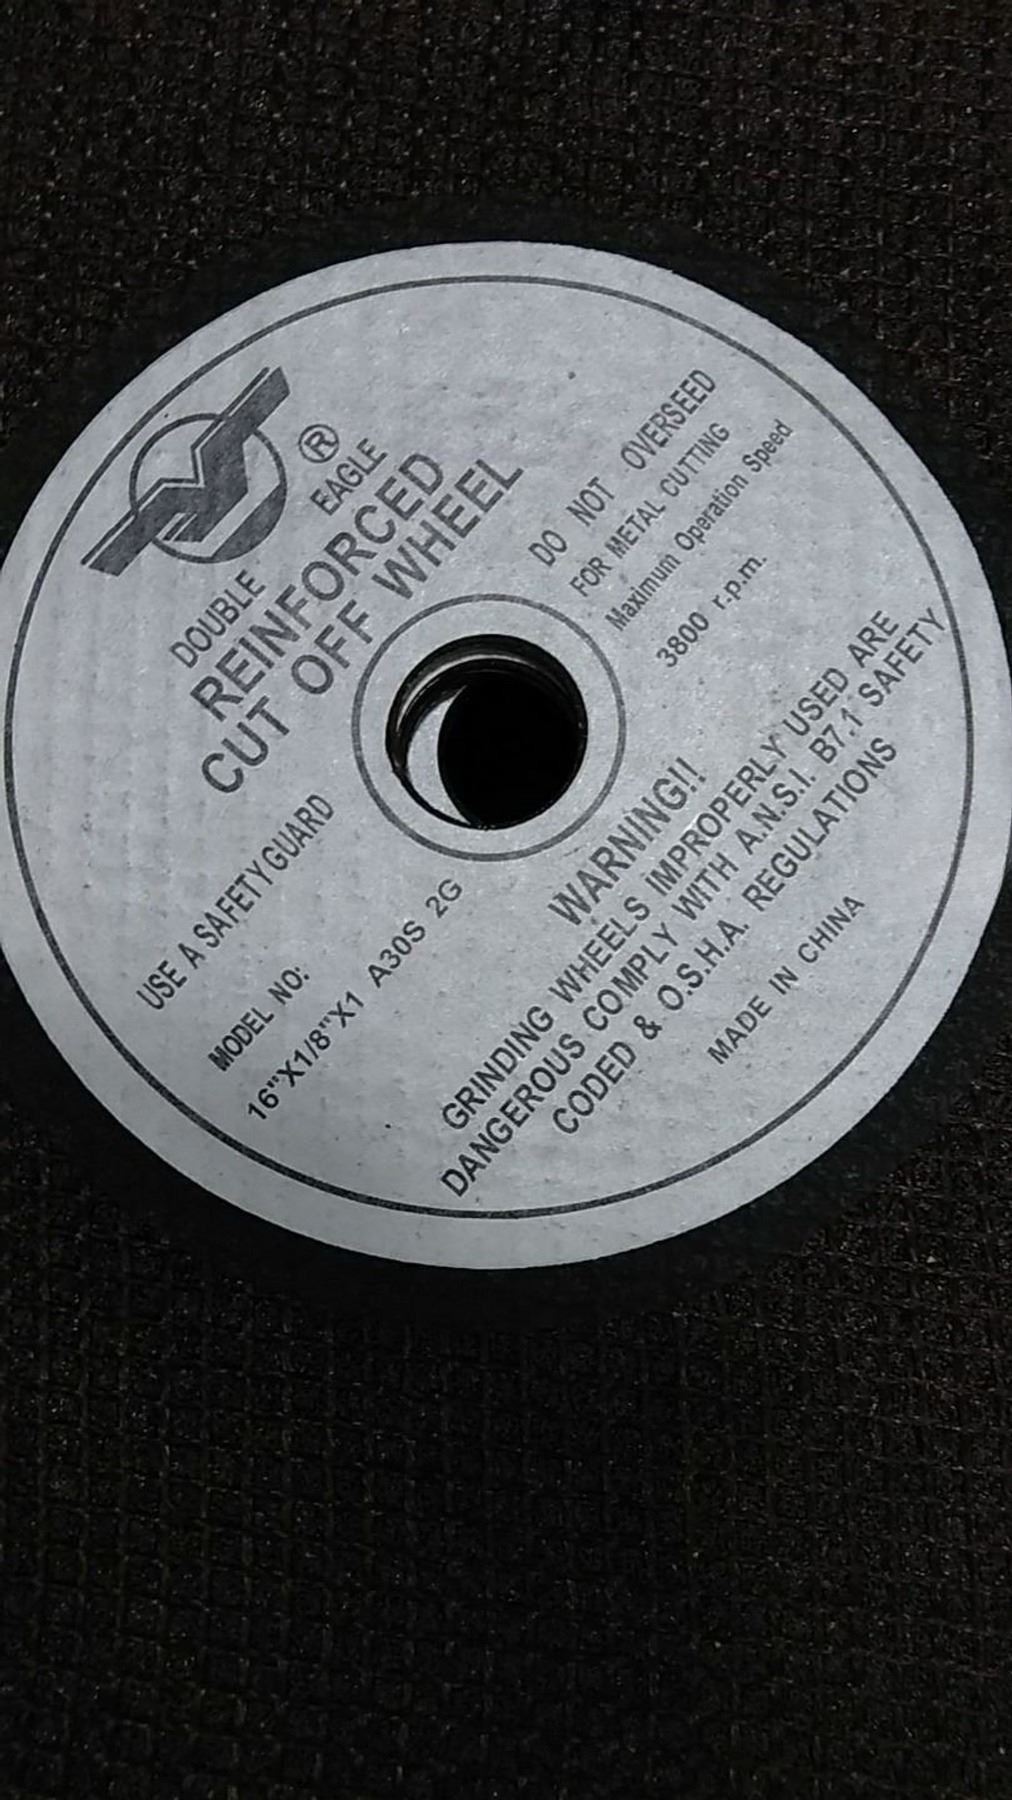 ®
DOUBLE EAGLE
REINFORCED
CUT OFF WHEEL
DO NOT OVERSEED
FOR METAL CUTTING
Maximum Operation Speed
3800 r.p.m.
USE A SAFETY GUARD
MODEL NO:
16"X1/8"X1 A30S 2G
WARNING!!
GRINDING WHEELS IMPROPERLY USED ARE
DANGEROUS COMPLY WITH A.N.S.I. B7,1 SAFETY
CODED & O.S.H.A. REGULATIONS
MADE IN CHINA